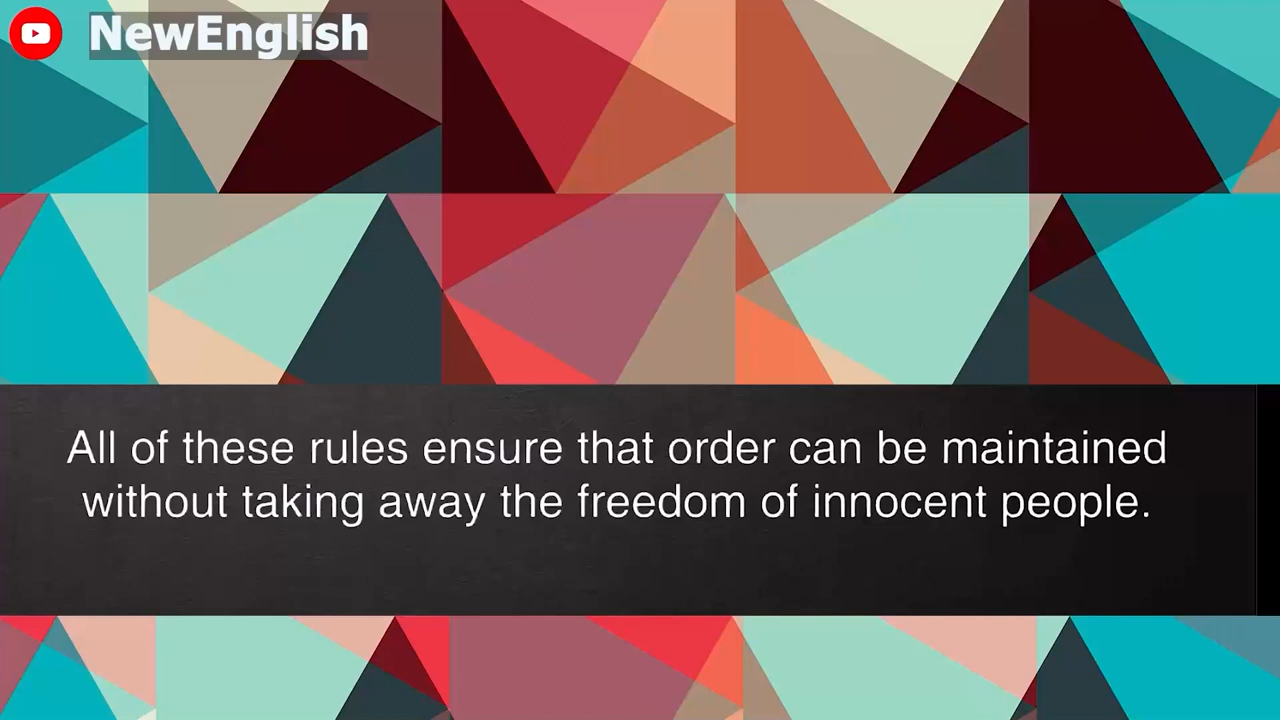 NewEnglish
All of these rules ensure that order can be maintained
without taking away the freedom of innocent people.